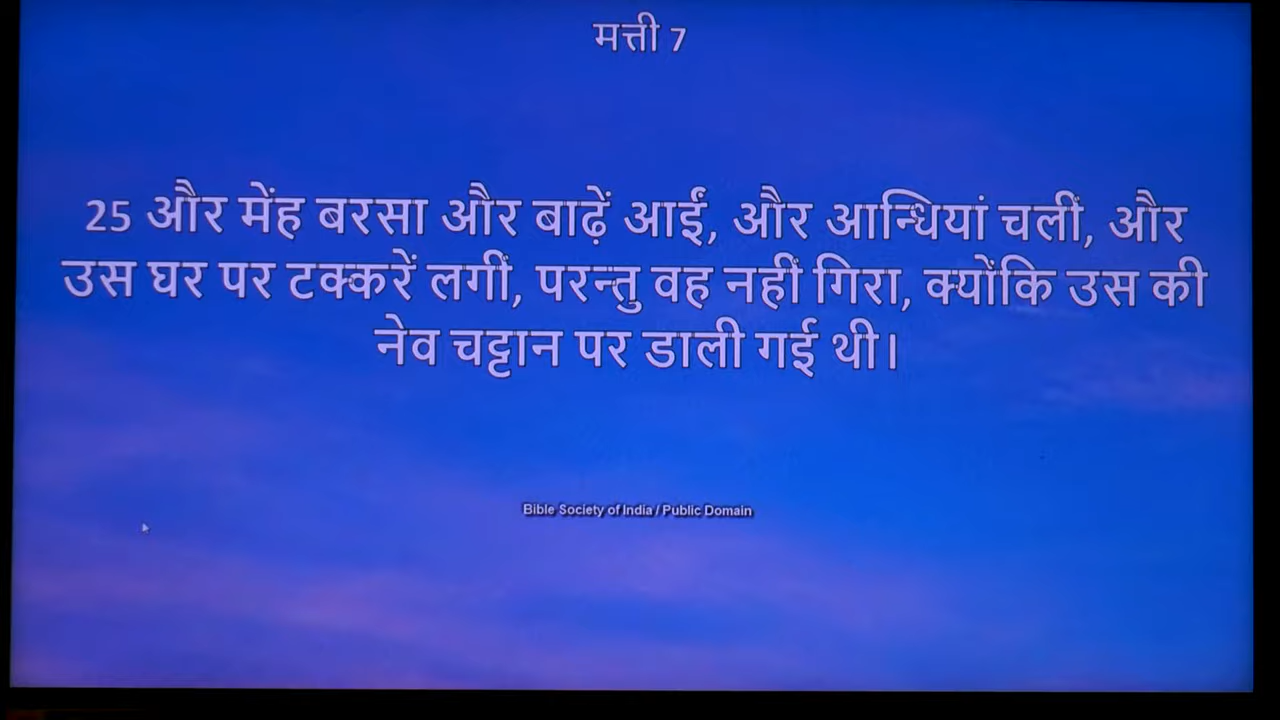 मत्ती 7
25 और मेंह बरसा और बाढ़ें आईं, और आन्धियां चलीं, और
उस घर पर टक्करें लगीं, परन्तु वह नहीं गिरा, क्योंकि उस की
नेव चट्टान पर डाली गई थी।
Bible Society of India / Public Domain